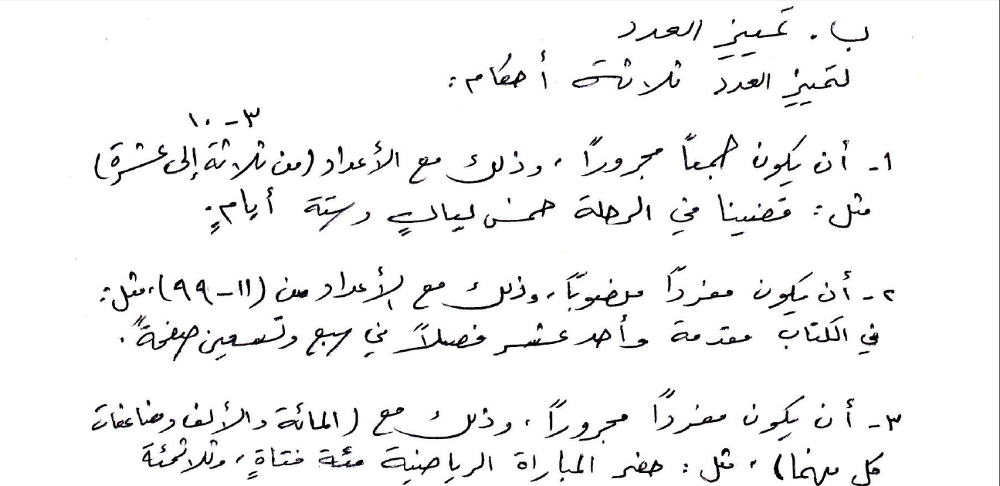 ب. تمييز العدد
لتمييز العدد ثلاثة أحكام:
٣-١٠
١- أن يكون جمعاً مجروراً، وذلك مع الأعداد (من ثلاثة إلى عشرة)
مثل: قضينا في الرحلة خمس ليالٍ وستة أيامٍ.
٢- أن يكون مفرداً منصوباً، وذلك مع الأعداد من (١١-٩٩)، مثل:
في الكتاب مقدمة وأحد عشر فصلاً في سبع وتسعين صفحةً.
٣- أن يكون مفرداً مجروراً، وذلك مع (المائة والألف ومضاعفات
كل منهما)، مثل: حضر المباراة الرياضية مئة فتاةٍ، وثلاثمئة